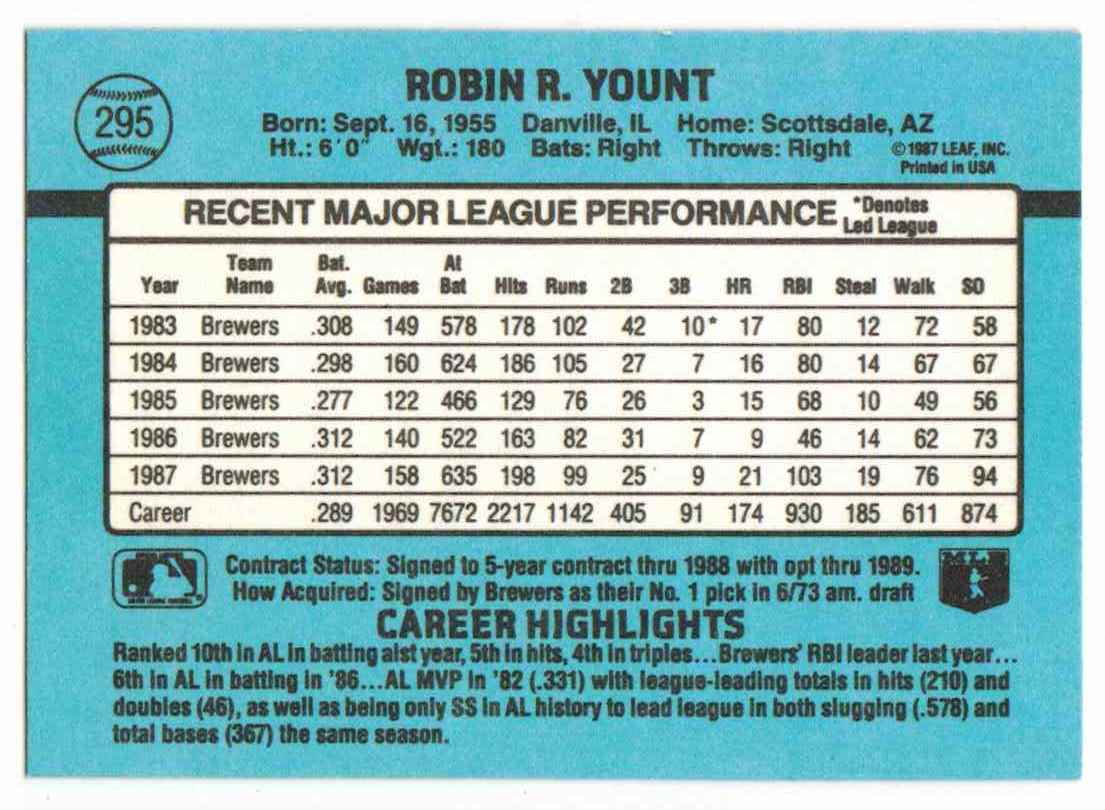 295
ROBIN R. YOUNT
Born: Sept. 16, 1955 Danville, IL Home: Scottsdale, AZ
Ht.: 6'0" Wgt.: 180 Bats: Right Throws: Right
©1987 LEAF, INC.
Printed in USA
RECENT MAJOR LEAGUE PERFORMANCE *Denotes Led League
Year Team Name Bat. Avg. Games At Bat Hits Runs 2B 3B HR RBI Steal Walk SO
1983 Brewers .308 149 578 178 102 42 10* 17 80 12 72 58
1984 Brewers .298 160 624 186 105 27 7 16 80 14 67 67
1985 Brewers .277 122 466 129 76 26 3 15 68 10 49 56
1986 Brewers .312 140 522 163 82 31 7 9 46 14 62 73
1987 Brewers .312 158 635 198 99 25 9 21 103 19 76 94
Career .289 1969 7672 2217 1142 405 91 174 930 185 611 874
Contract Status: Signed to 5-year contract thru 1988 with opt thru 1989.
How Acquired: Signed by Brewers as their No. 1 pick in 6/73 am. draft
CAREER HIGHLIGHTS
Ranked 10th in AL in batting alst year, 5th in hits, 4th in triples...Brewers' RBI leader last year...
6th in AL in batting in '86...AL MVP in '82 (.331) with league-leading totals in hits (210) and
doubles (46), as well as being only SS in AL history to lead league in both slugging (.578) and
total bases (367) the same season.